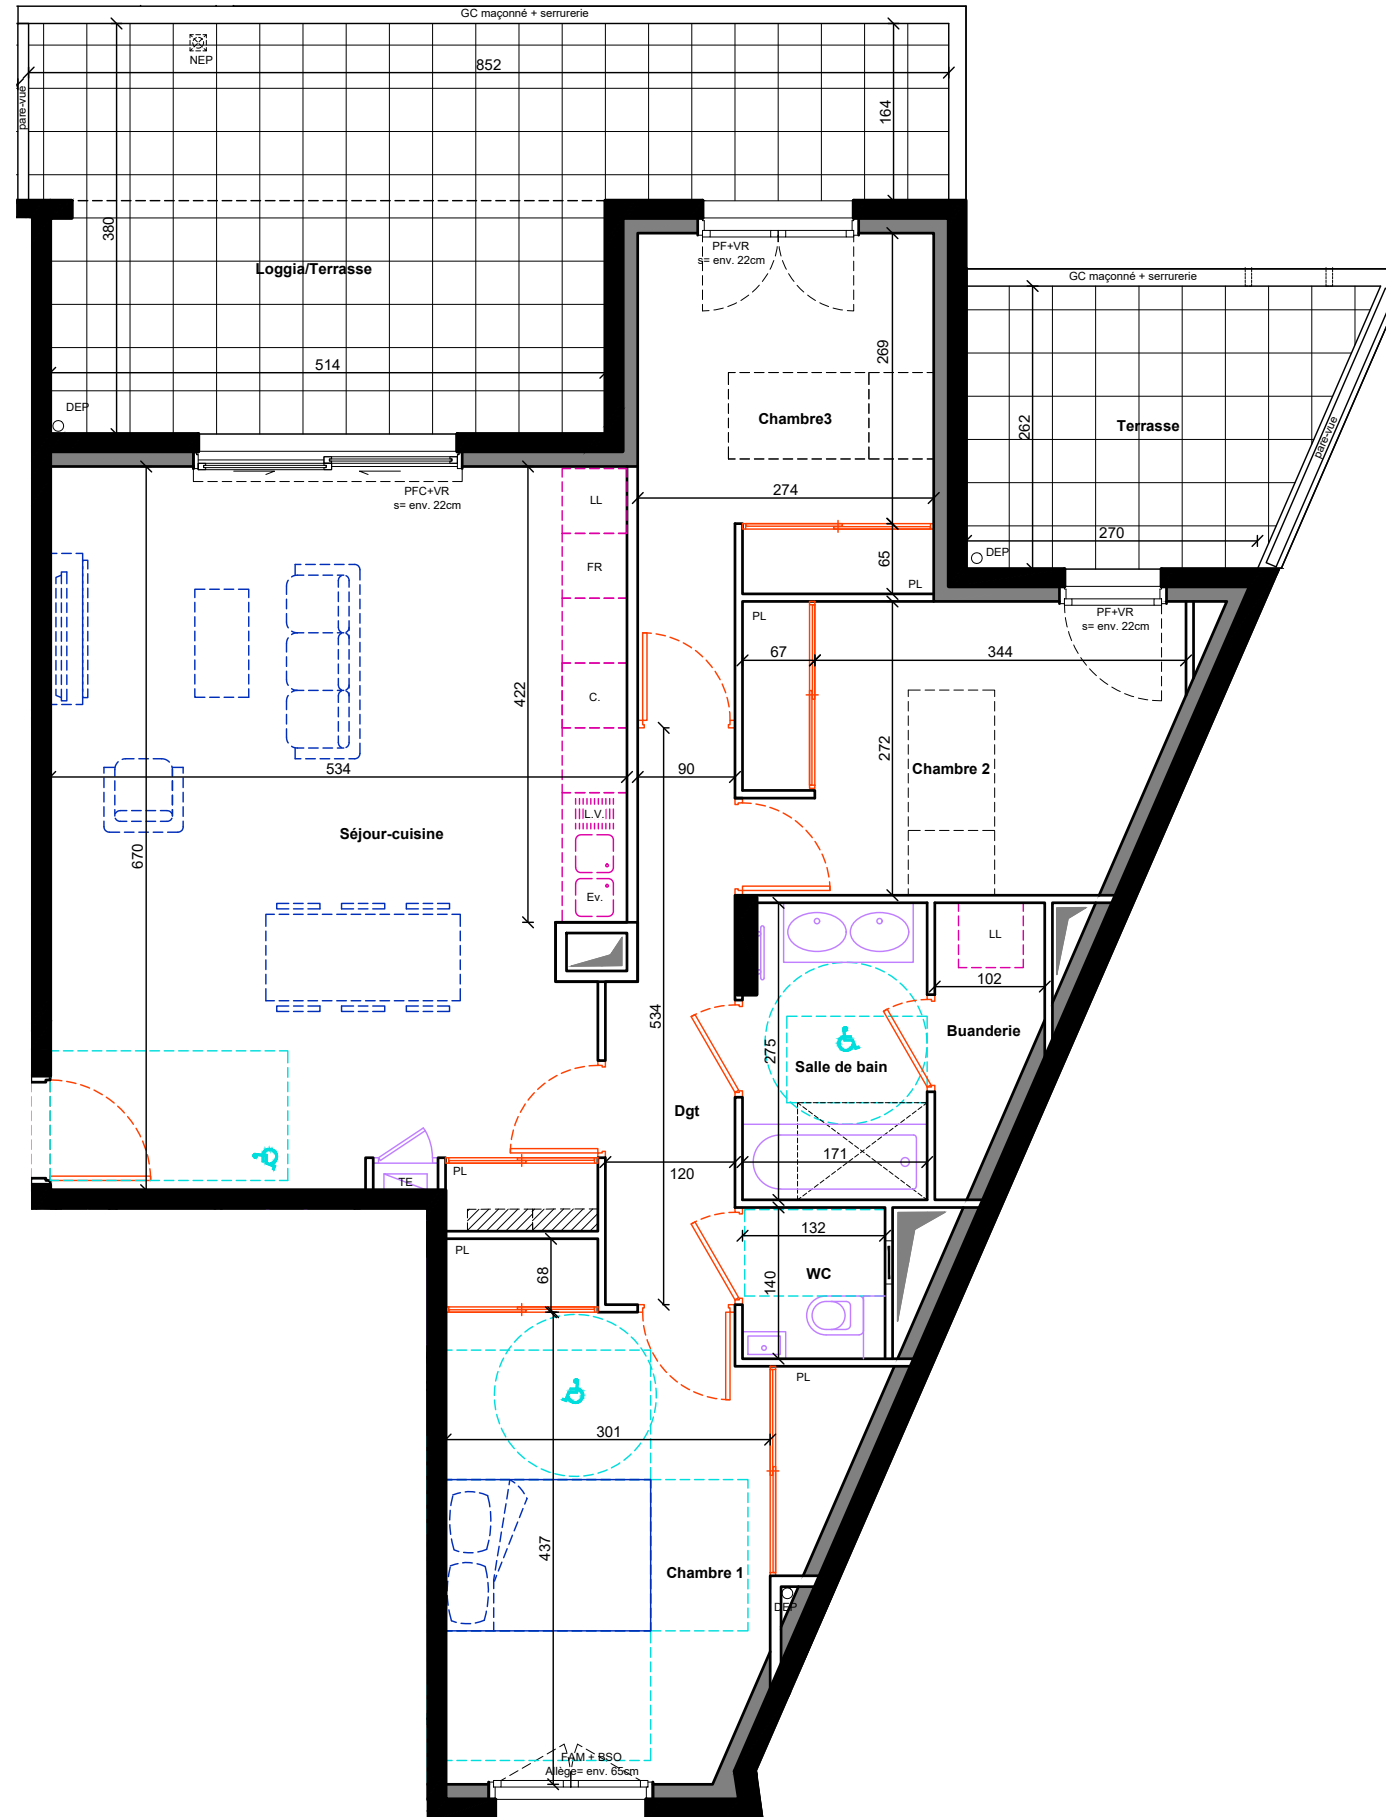 GC maçonné + serrurerie
NEP
852
164
pare-vue
380
Loggia/Terrasse
PF+VR
s= env. 22cm
GC maçonné + serrurerie
514
269
DEP
Chambre3
262
Terrasse
pare-vue
PFC+VR
s= env. 22cm
LL
274
270
DEP
FR
65
PL
PL
PF+VR
s= env. 22cm
67
344
422
C.
272
534
90
Chambre 2
L.V.
Séjour-cuisine
670
Ev.
LL
102
534
275
Buanderie
Salle de bain
Dgt
TE
PL
120
171
132
PL
68
140
WC
PL
301
437
Chambre 1
DEP
FAM + BSO
Allège= env. 65cm